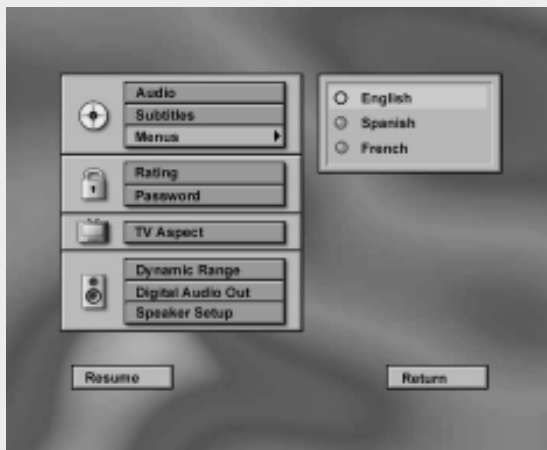 Audio
Subtitles
Menus
Rating
Password
TV Aspect
Dynamic Range
Digital Audio Out
Speaker Setup
English
Spanish
French
Resume
Return